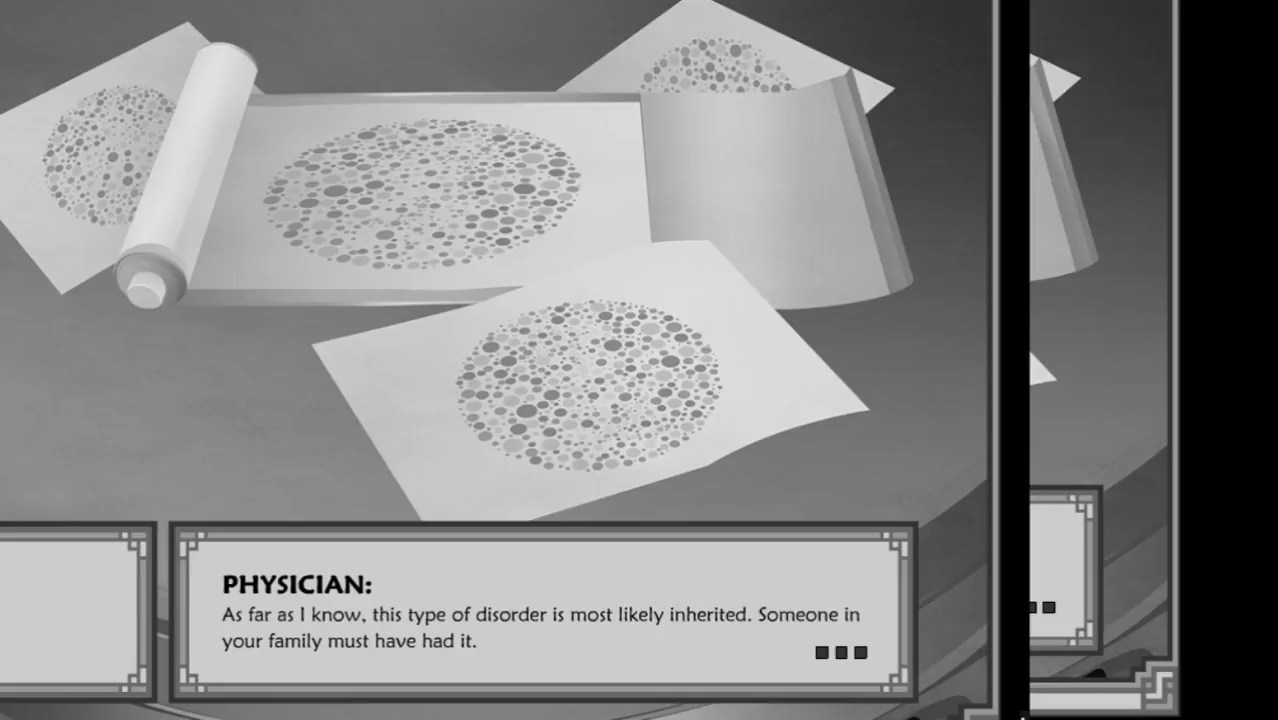 PHYSICIAN:
As far as I know, this type of disorder is most likely inherited. Someone in
your family must have had it.